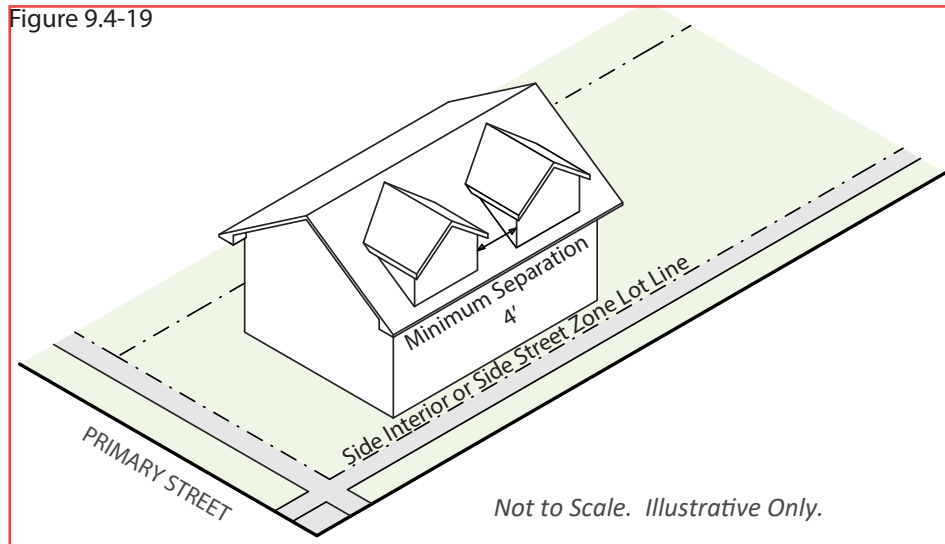 Figure 9.4-19
Minimum Separation
4'
Side Interior or Side Street Zone Lot Line
PRIMARY STREET
Not to Scale. Illustrative Only.